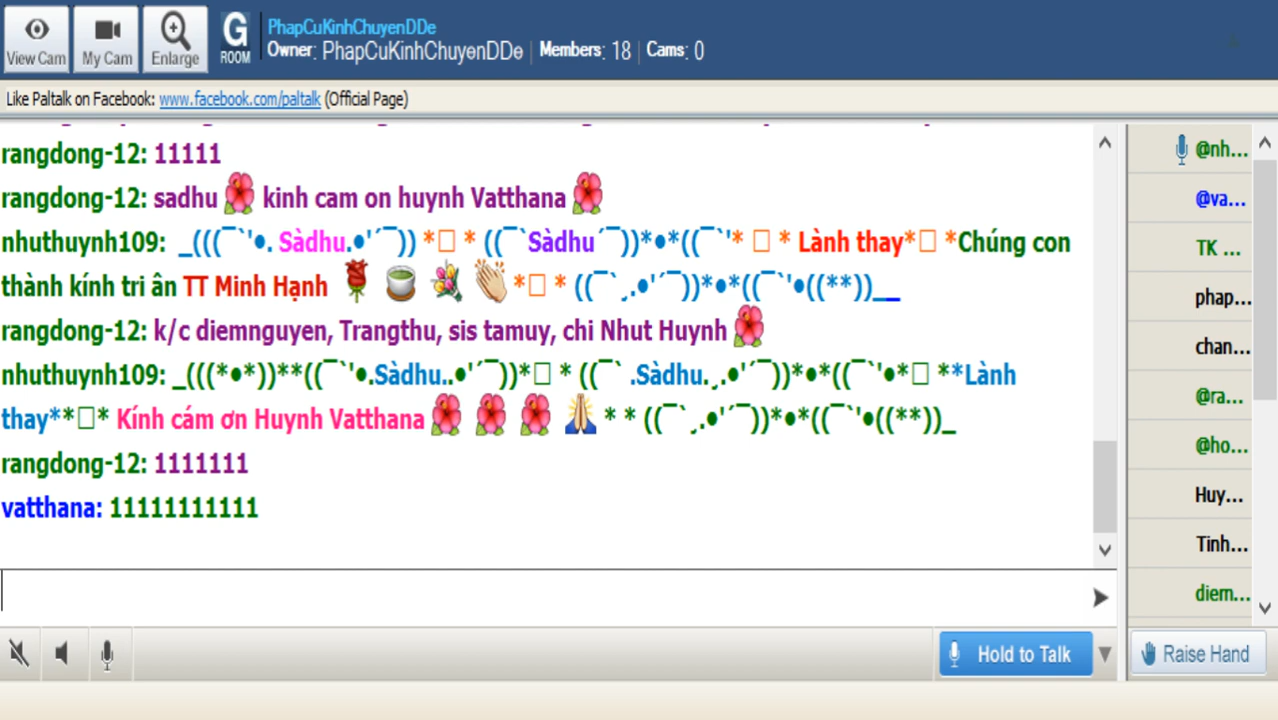 View Cam
My Cam
Enlarge
G
ROOM
PhapCuKinhChuyenDDe
Owner: PhapCuKinhChuyenDDe | Members: 18 | Cams: 0
Like Paltalk on Facebook: www.facebook.com/paltalk (Official Page)
rangdong-12: 11111
rangdong-12: sadhu 🌺 kinh cam on huynh Vatthana 🌺
nhuthuynh109: _(((¯`'•. Sàdhu.•'´¯)) *□ * ((¯`Sàdhu´¯))*•*((¯`'* □ * Lành thay*□ *Chúng con
thành kính tri ân TT Minh Hạnh 🌹 🍵 💐 👏 *□ * ((¯`¸.•'´¯))*•*((¯`'•((**))__
rangdong-12: k/c diemnguyen, Trangthu, sis tamuy, chi Nhut Huynh 🌺
nhuthuynh109: _(((*•*))**((¯`'•.Sàdhu..•'´¯))*□ * ((¯` .Sàdhu.¸.•'´¯))*•*((¯`'•*□ **Lành
thay**□* Kính cám ơn Huynh Vatthana 🌺 🌺 🌺 🙏 * * ((¯`¸.•'´¯))*•*((¯`'•((**))_
rangdong-12: 1111111
vatthana: 11111111111
@nh...
@va...
TK ...
phap...
chan...
@ra...
@ho...
Huy...
Tinh...
diem...
Hold to Talk
Raise Hand